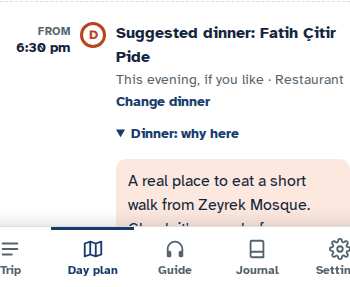 FROM
6:30 pm
D
Suggested dinner: Fatih Çitir
Pide
This evening, if you like · Restaurant
Change dinner
▼ Dinner: why here
A real place to eat a short
walk from Zeyrek Mosque.
Trip
Day plan
Guide
Journal